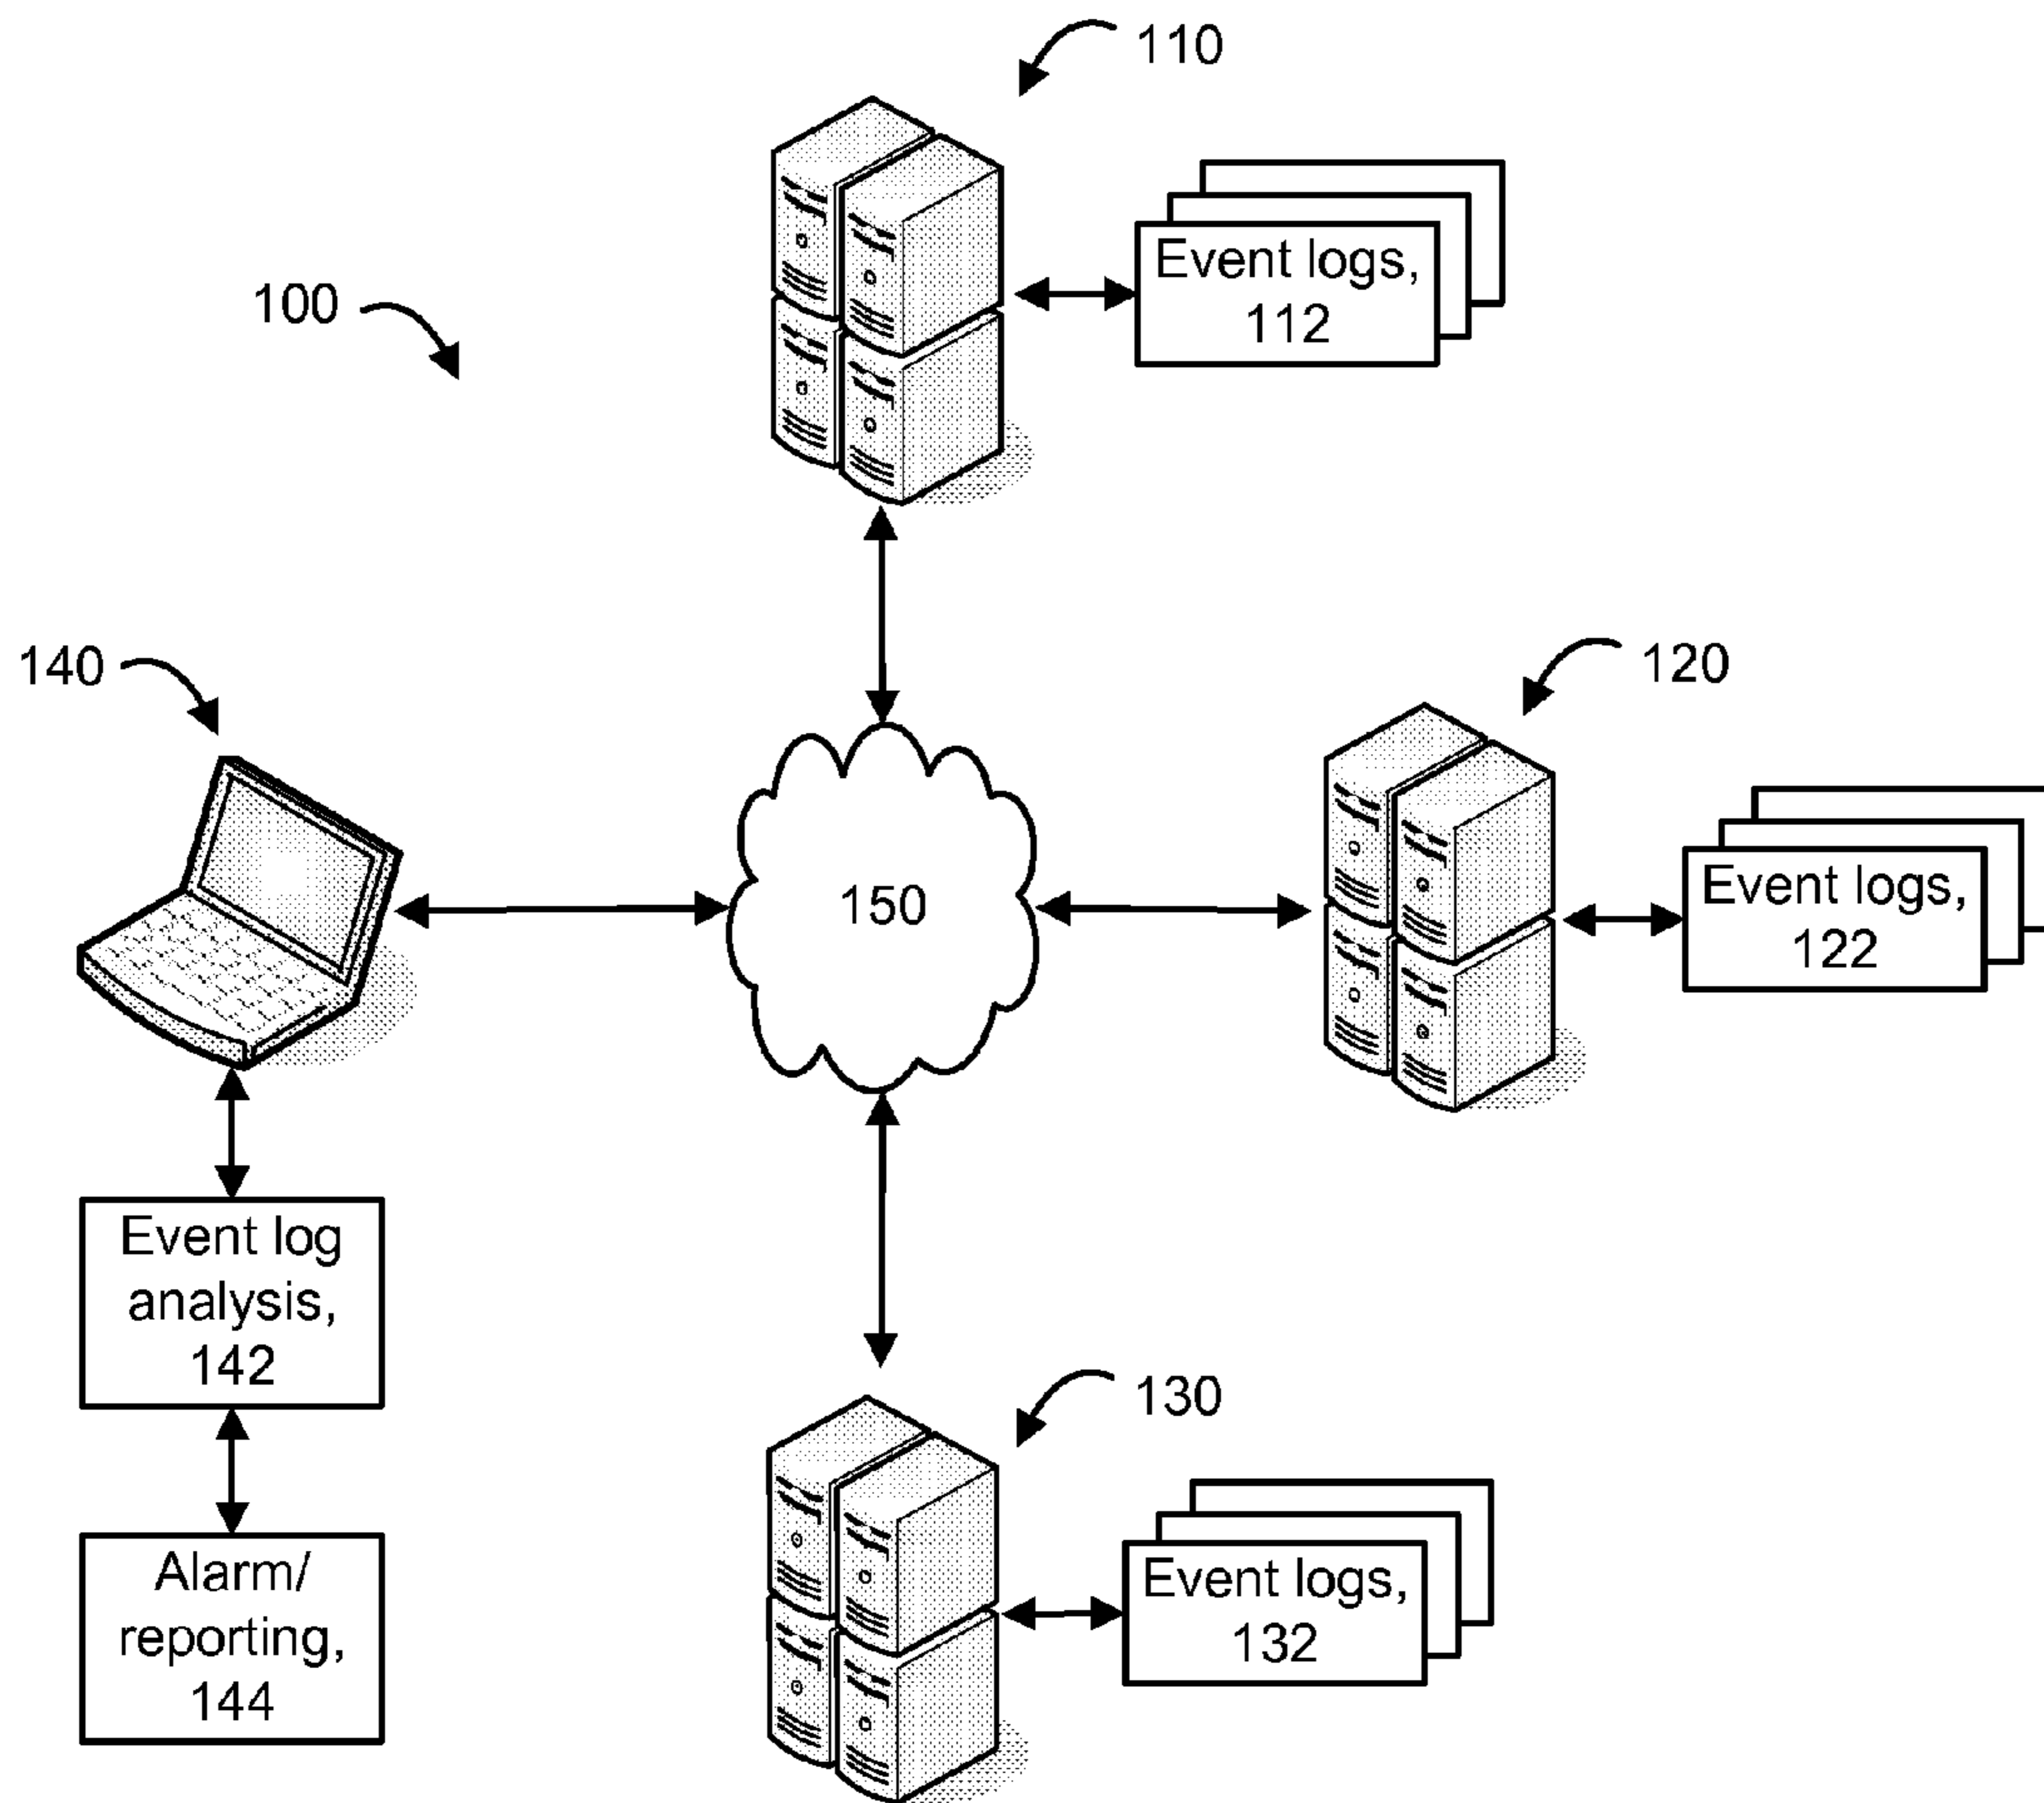 110
Event logs,
112
100
140
120
150
Event logs,
122
Event log
analysis,
142
130
Alarm/
reporting,
144
Event logs,
132